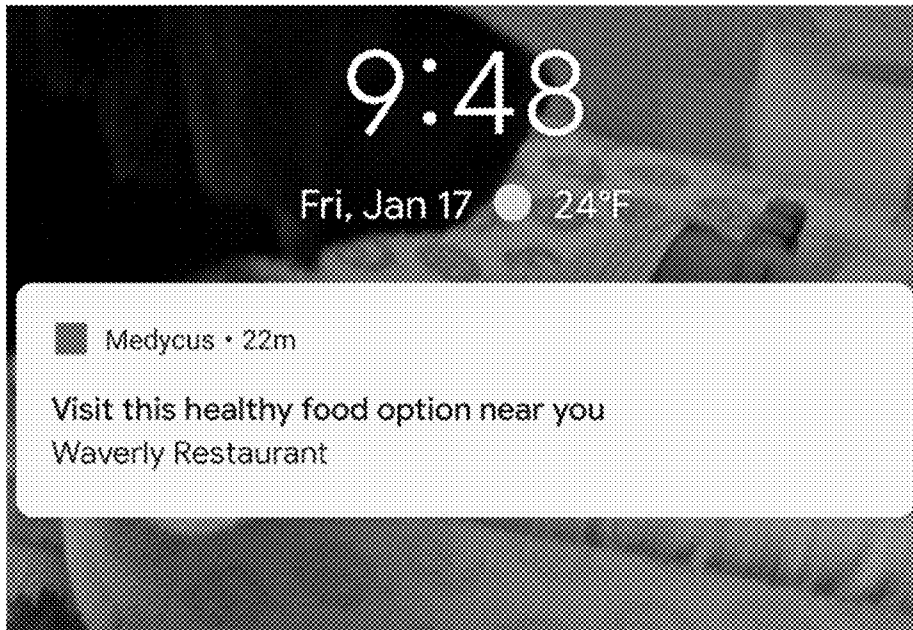 9:48
Fri, Jan 17 24°F
Medycus • 22m
Visit this healthy food option near you
Waverly Restaurant